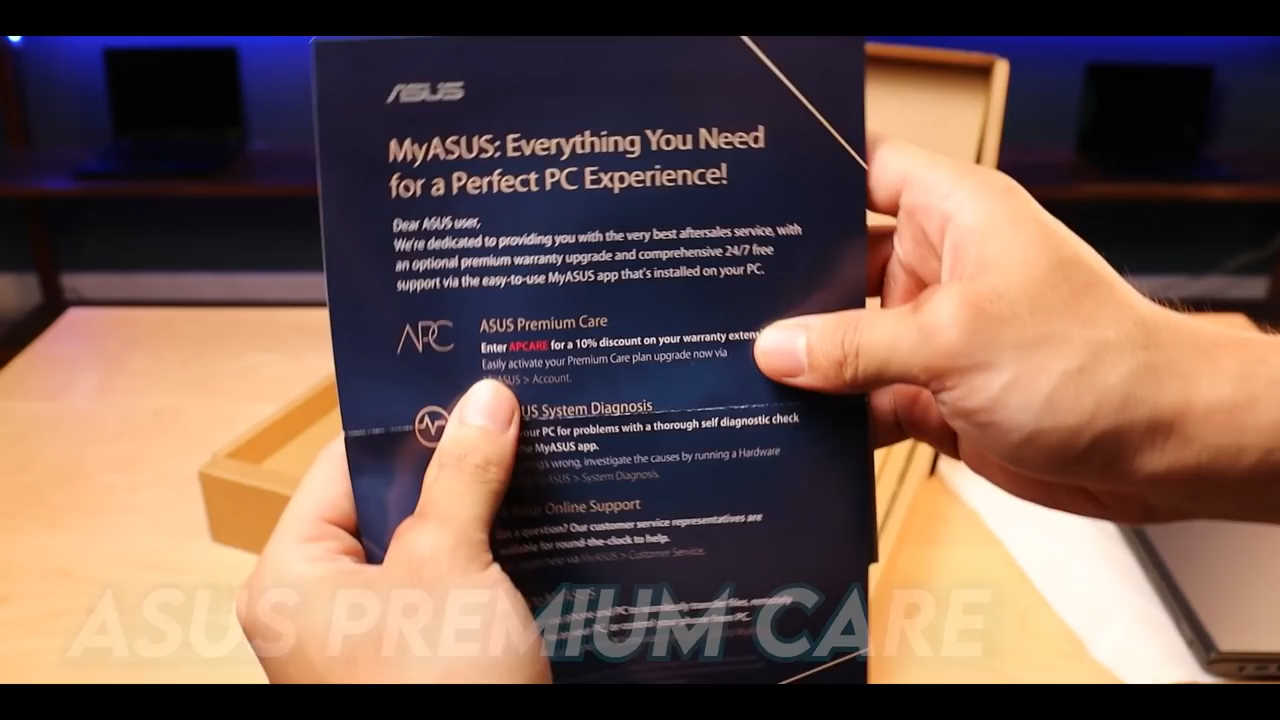 ASUS
MyASUS: Everything You Need
for a Perfect PC Experience!
Dear ASUS user,
We're dedicated to providing you with the very best aftersales service, with
an optional premium warranty upgrade and comprehensive 24/7 free
support via the easy-to-use MyASUS app that's installed on your PC.
APC
ASUS Premium Care
Enter APCARE for a 10% discount on your warranty
Easily activate your Premium Care plan upgrade now via
MyASUS > Account.
System Diagnosis
PC for problems with a thorough self diagnostic check
MyASUS app.
wrong, investigate the causes by running a Hardware
> System Diagnosis.
Online Support
a question? Our customer service representatives are
for round-the-clock to help.
via MyASUS > Customer Service.
ASUS PREMIUM CARE